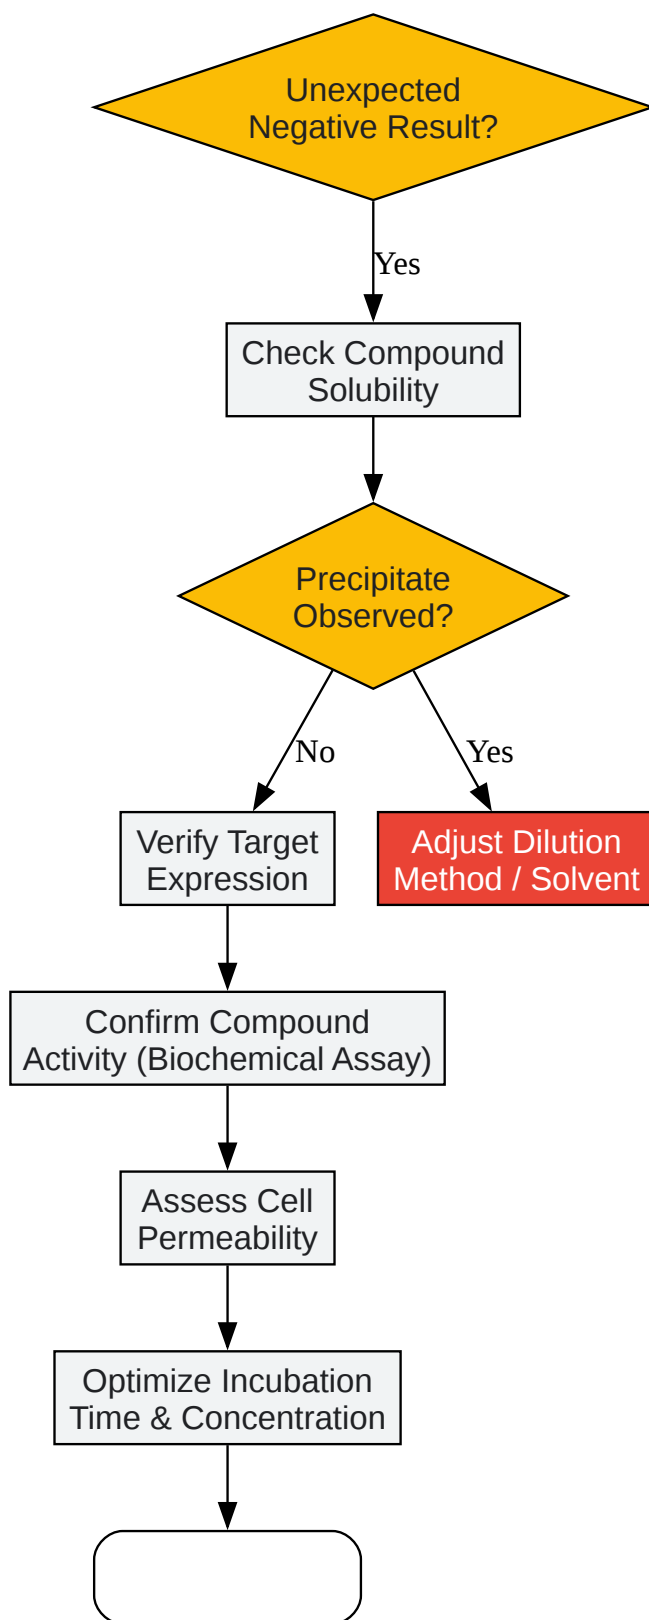 Unexpected
Negative Result?
Yes
Check Compound
Solubility
Precipitate
Observed?
No
Yes
Verify Target
Expression
Adjust Dilution
Method / Solvent
Confirm Compound
Activity (Biochemical Assay)
Assess Cell
Permeability
Optimize Incubation
Time & Concentration